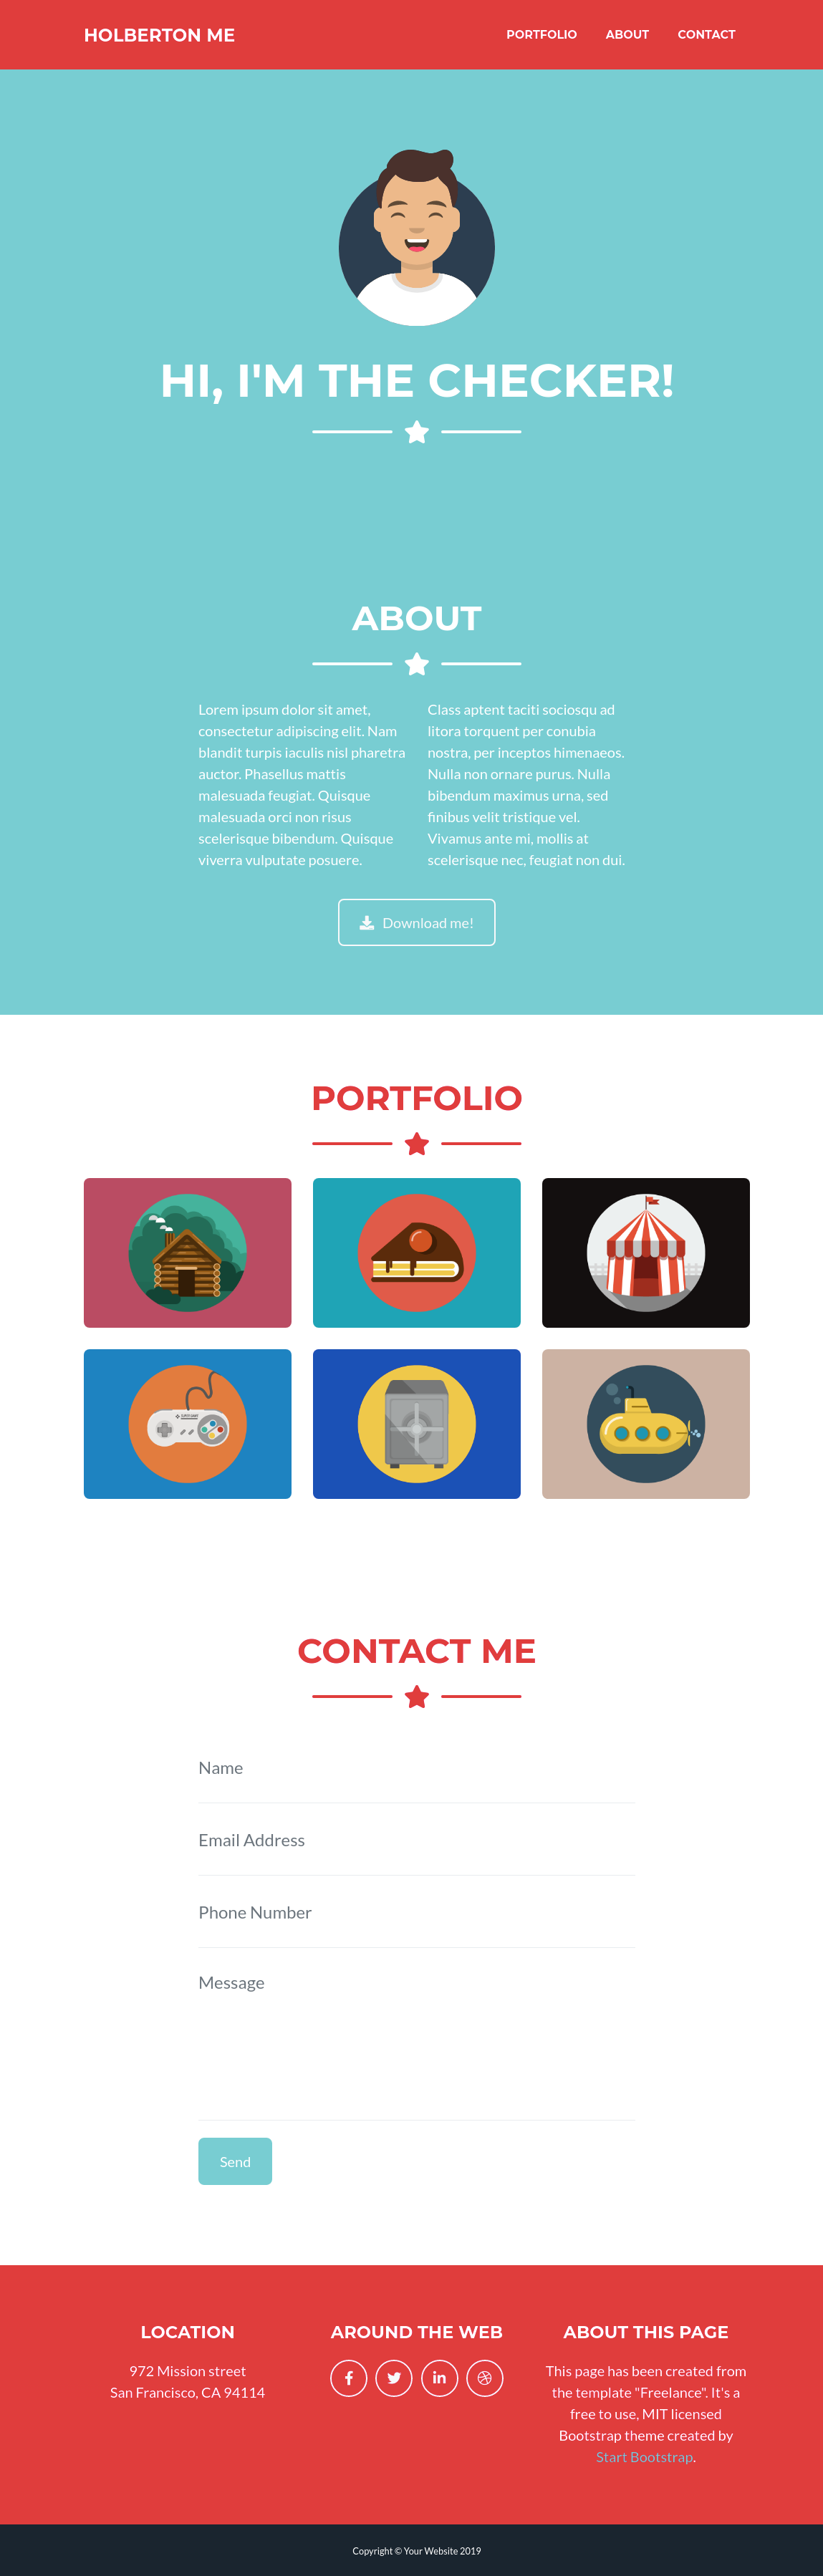 HOLBERTON ME
PORTFOLIO ABOUT CONTACT
HI, I'M THE CHECKER!
ABOUT
Lorem ipsum dolor sit amet,
consectetur adipiscing elit. Nam
blandit turpis iaculis nisl pharetra
auctor. Phasellus mattis
malesuada feugiat. Quisque
malesuada orci non risus
scelerisque bibendum. Quisque
viverra vulputate posuere.
Class aptent taciti sociosqu ad
litora torquent per conubia
nostra, per inceptos himenaeos.
Nulla non ornare purus. Nulla
bibendum maximus urna, sed
finibus velit tristique vel.
Vivamus ante mi, mollis at
scelerisque nec, feugiat non dui.
Download me!
PORTFOLIO
CONTACT ME
Name
Email Address
Phone Number
Message
Send
LOCATION
972 Mission street
San Francisco, CA 94114
AROUND THE WEB
ABOUT THIS PAGE
This page has been created from
the template "Freelance". It's a
free to use, MIT licensed
Bootstrap theme created by
Start Bootstrap.
Copyright © Your Website 2019